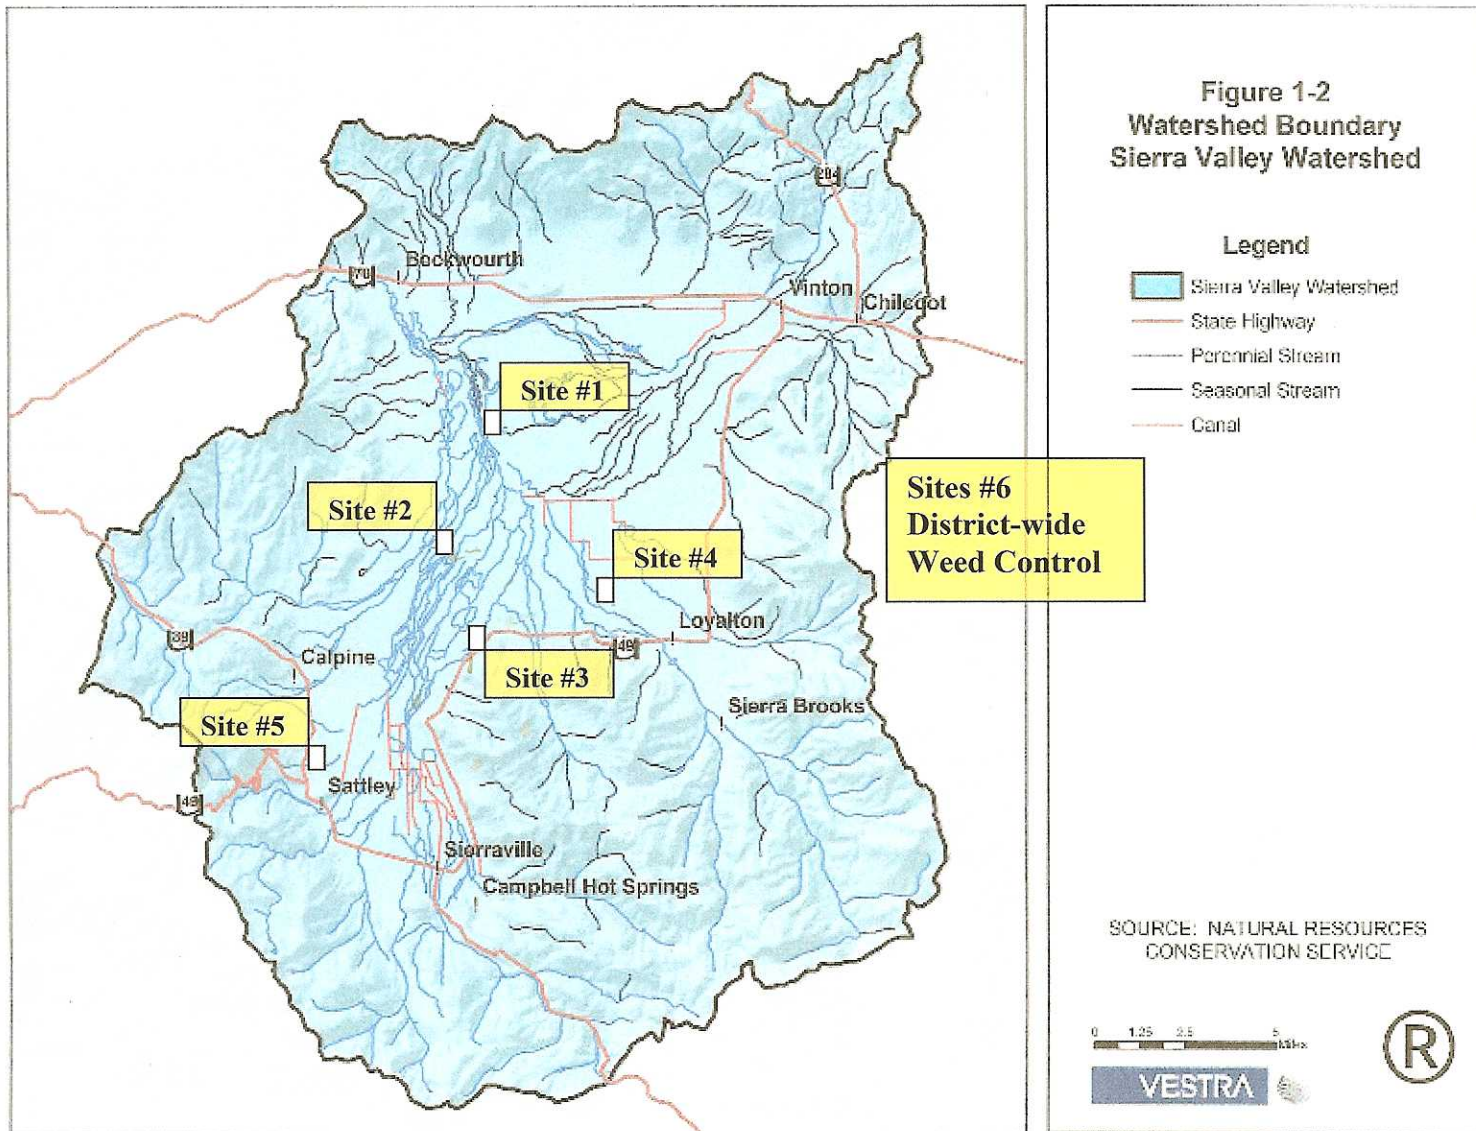 Figure 1-2
Watershed Boundary
Sierra Valley Watershed
Legend
Sierra Valley Watershed
State Highway
Perennial Stream
Seasonal Stream
Canal
284
70
Beckwourth
Vinton
Chilcoot
Site #1
Site #2
Sites #6
District-wide
Weed Control
Site #4
Loyalton
49
89
Calpine
Site #3
Sierra Brooks
Site #5
Sattley
49
Sierraville
Campbell Hot Springs
SOURCE: NATURAL RESOURCES
CONSERVATION SERVICE
0 1.25 2.5 5
Miles
VESTRA
R